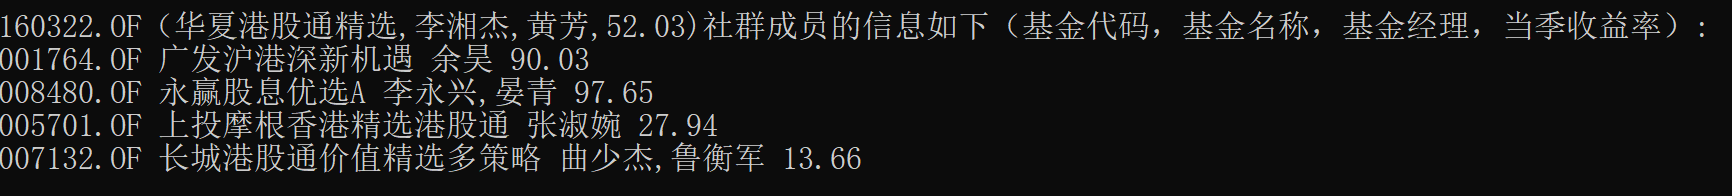 160322.OF（华夏港股通精选,李湘杰,黄芳,52.03)社群成员的信息如下（基金代码，基金名称，基金经理，当季收益率）:
001764.OF 广发沪港深新机遇 余昊 90.03
008480.OF 永赢股息优选A 李永兴,晏青 97.65
005701.OF 上投摩根香港精选港股通 张淑婉 27.94
007132.OF 长城港股通价值精选多策略 曲少杰,鲁衡军 13.66